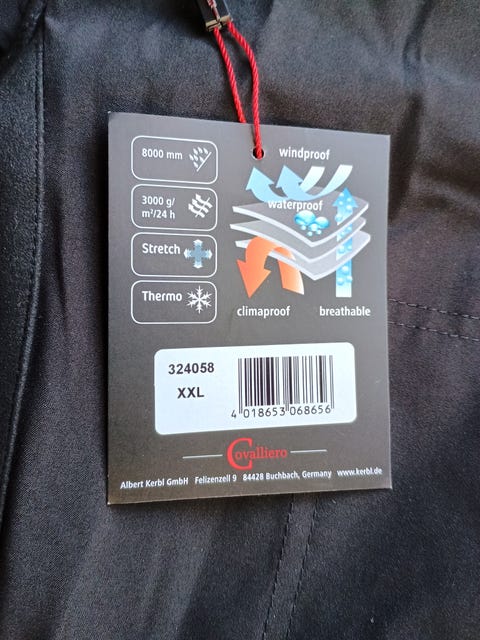 8000 mm
3000 g/
m²/24 h
Stretch
Thermo
windproof
waterproof
climaproof
breathable
324058
XXL
4 018653 068656
Covalliero
Albert Kerbl GmbH Felizenzell 9 84428 Buchbach, Germany www.kerbl.de